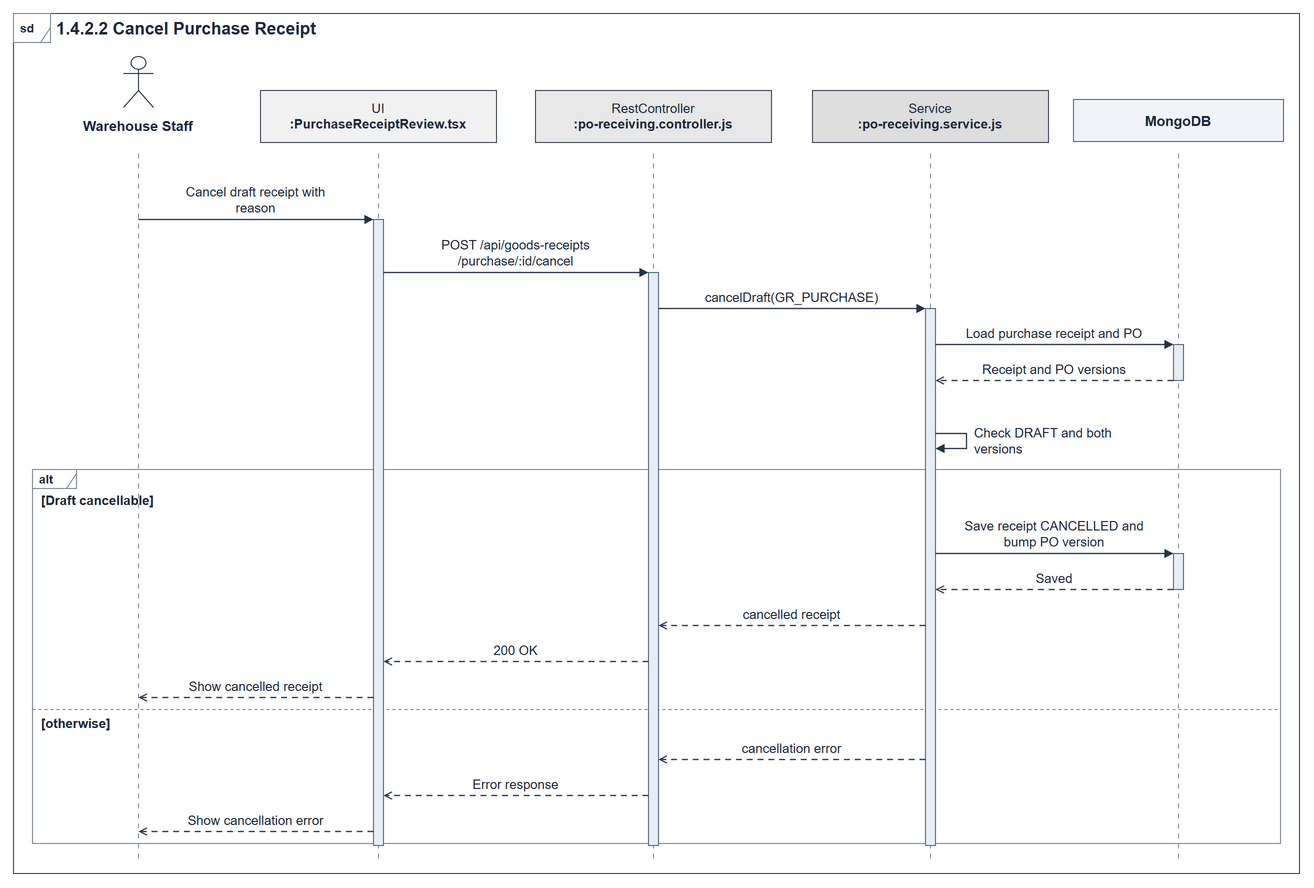 sd
1.4.2.2 Cancel Purchase Receipt
Warehouse Staff
UI
:PurchaseReceiptReview.tsx
RestController
:po-receiving.controller.js
Service
:po-receiving.service.js
MongoDB
Cancel draft receipt with
reason
POST /api/goods-receipts
/purchase/:id/cancel
cancelDraft(GR_PURCHASE)
Load purchase receipt and PO
Receipt and PO versions
Check DRAFT and both
versions
alt
[Draft cancellable]
Save receipt CANCELLED and
bump PO version
Saved
cancelled receipt
200 OK
Show cancelled receipt
[otherwise]
cancellation error
Error response
Show cancellation error